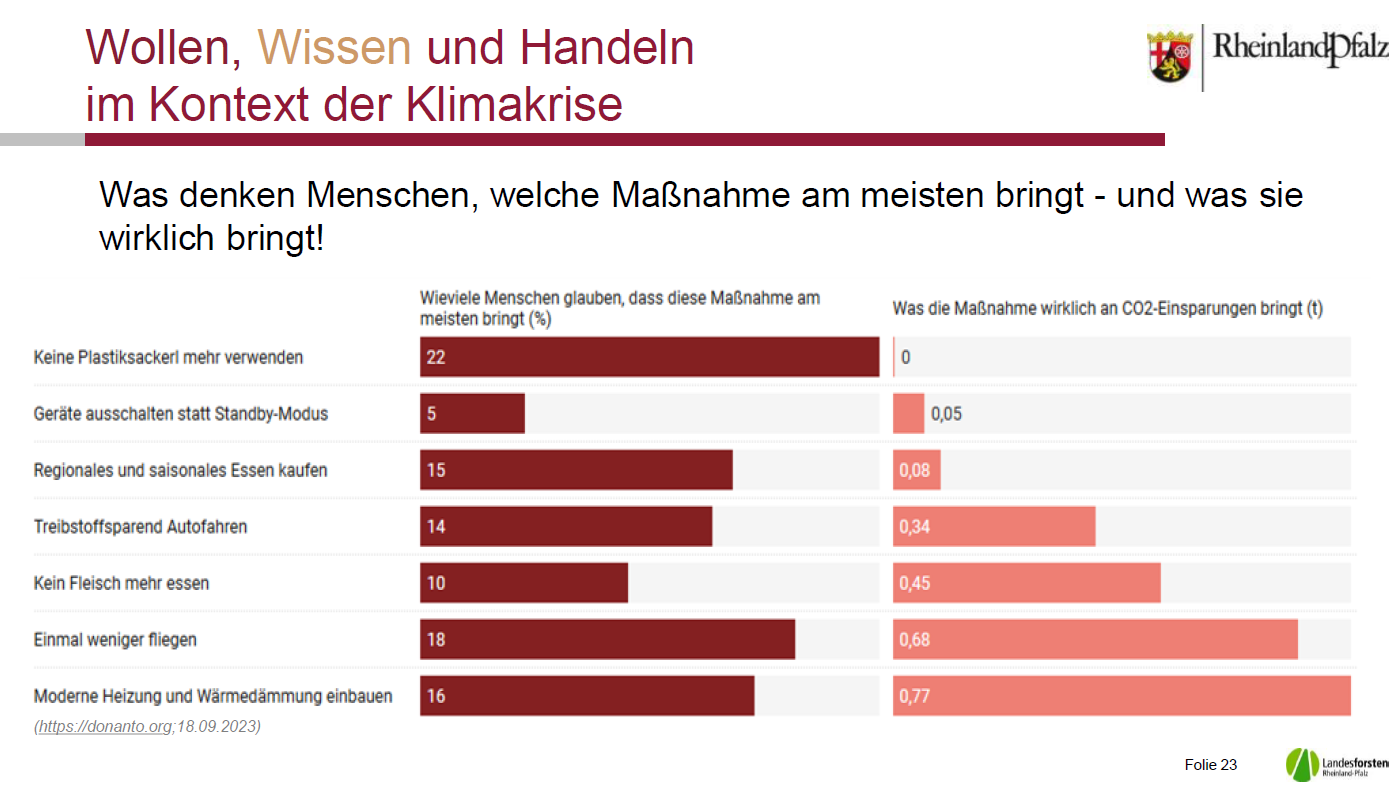 Wollen, Wissen und Handeln
im Kontext der Klimakrise
RheinlandPfalz
Was denken Menschen, welche Maßnahme am meisten bringt - und was sie
wirklich bringt!
Wieviele Menschen glauben, dass diese Maßnahme am
meisten bringt (%)
Was die Maßnahme wirklich an CO2-Einsparungen bringt (t)
Keine Plastiksackerl mehr verwenden 22 0
Geräte ausschalten statt Standby-Modus 5 0,05
Regionales und saisonales Essen kaufen 15 0,08
Treibstoffsparend Autofahren 14 0,34
Kein Fleisch mehr essen 10 0,45
Einmal weniger fliegen 18 0,68
Moderne Heizung und Wärmedämmung einbauen 16 0,77
(https://donanto.org;18.09.2023)
Folie 23
Landesforsten
Rheinland-Pfalz